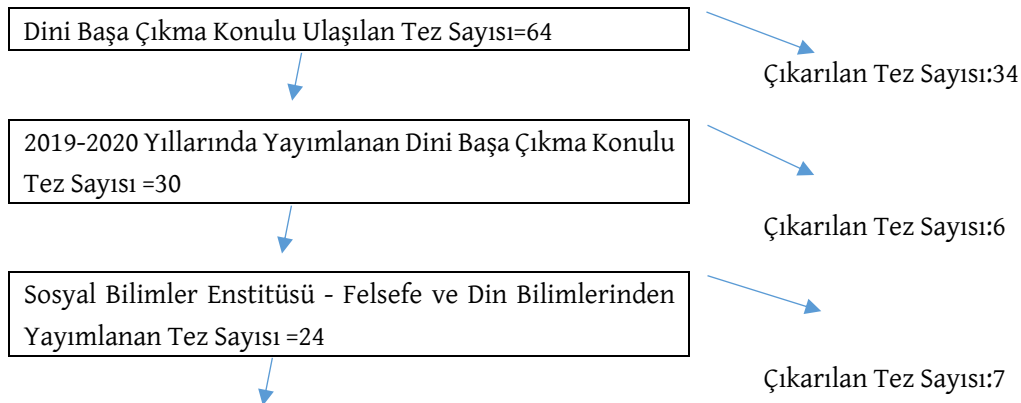 Dini Başa Çıkma Konulu Ulaşılan Tez Sayısı=64
Çıkarılan Tez Sayısı:34
2019-2020 Yıllarında Yayımlanan Dini Başa Çıkma Konulu
Tez Sayısı =30
Çıkarılan Tez Sayısı:6
Sosyal Bilimler Enstitüsü - Felsefe ve Din Bilimlerinden
Yayımlanan Tez Sayısı =24
Çıkarılan Tez Sayısı:7